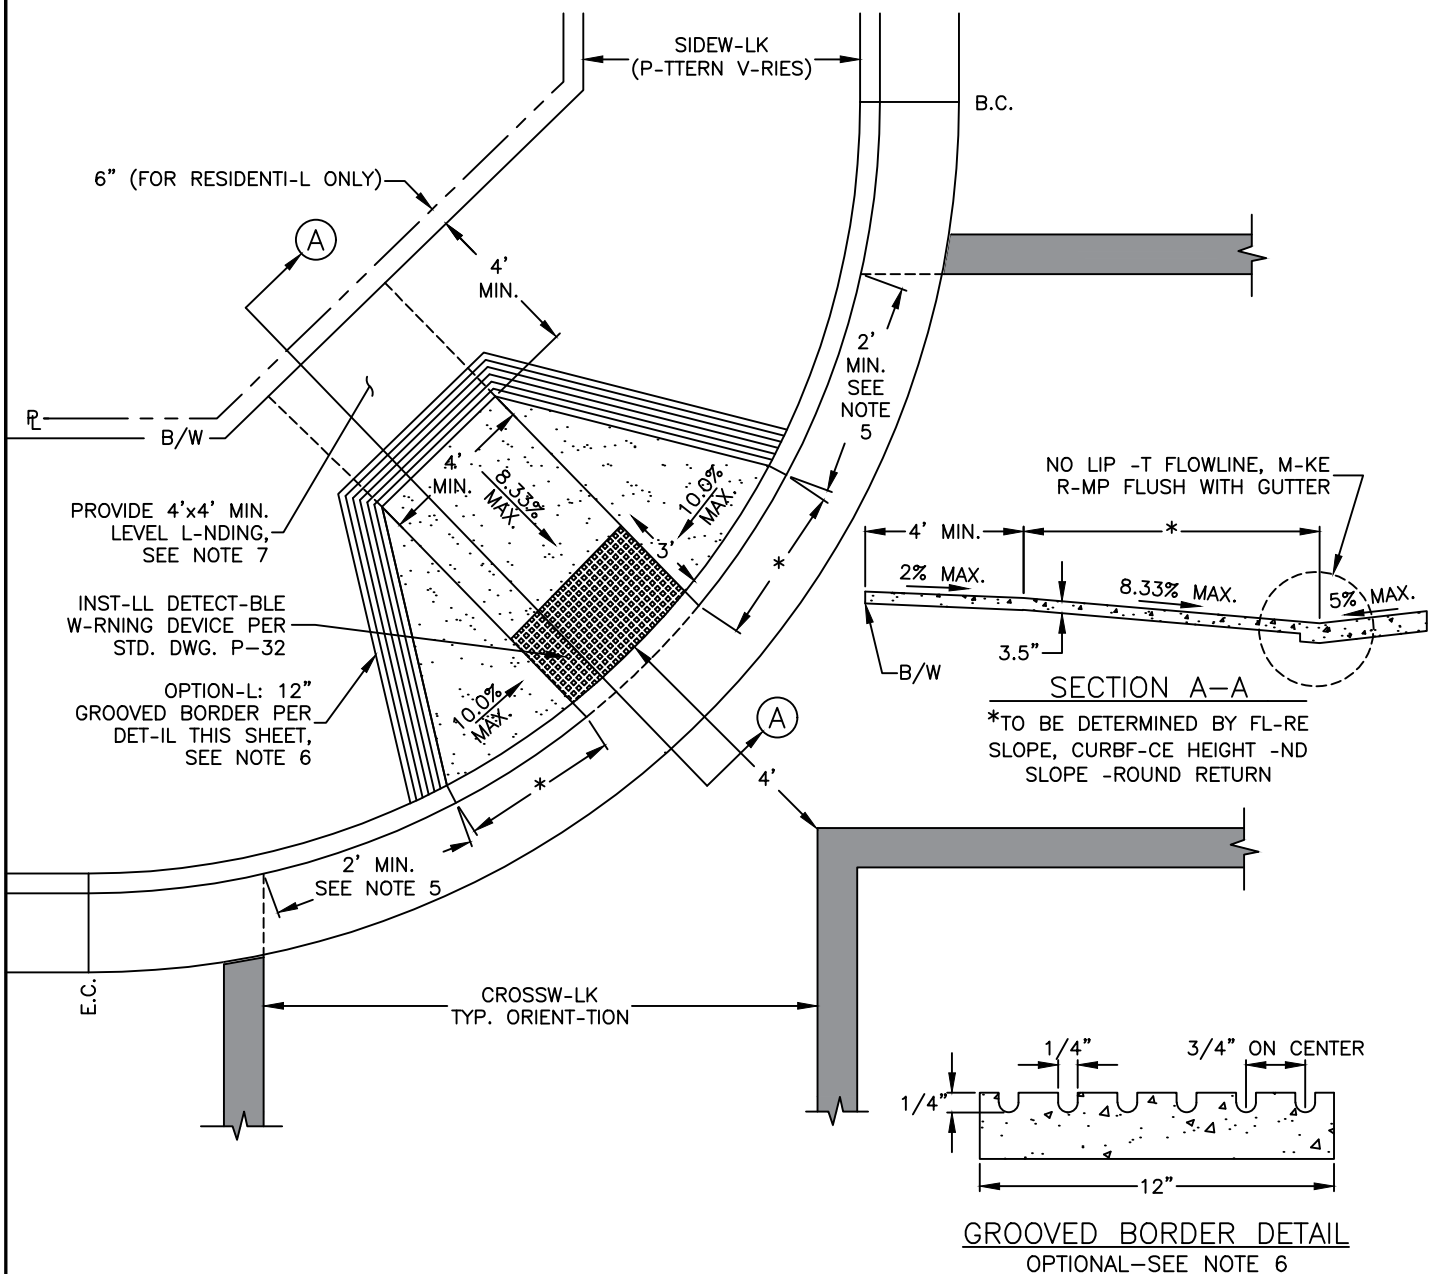 SIDEW-LK
(P-TTERN V-RIES)
B.C.
6” (FOR RESIDENTI-L ONLY)
A
4’
MIN.
2’
MIN.
SEE
NOTE
5
PL
B/W
4’
MIN.
8.33%
MAX.
10.0%
MAX.
3’
*
PROVIDE 4’x4’ MIN.
LEVEL L-NDING,
SEE NOTE 7
INST-LL DETECT-BLE
W-RNING DEVICE PER
STD. DWG. P-32
OPTION-L: 12”
GROOVED BORDER PER
DET-IL THIS SHEET,
SEE NOTE 6
10.0%
MAX.
*
2’ MIN.
SEE NOTE 5
A
4’
E.C.
CROSSW-LK
TYP. ORIENT-TION
NO LIP -T FLOWLINE, M-KE
R-MP FLUSH WITH GUTTER
4’ MIN.
*
2% MAX.
8.33% MAX.
5% MAX.
3.5”
B/W
SECTION A-A
*TO BE DETERMINED BY FL-RE
SLOPE, CURBF-CE HEIGHT -ND
SLOPE -ROUND RETURN
1/4”
3/4” ON CENTER
1/4”
12”
GROOVED BORDER DETAIL
OPTIONAL-SEE NOTE 6